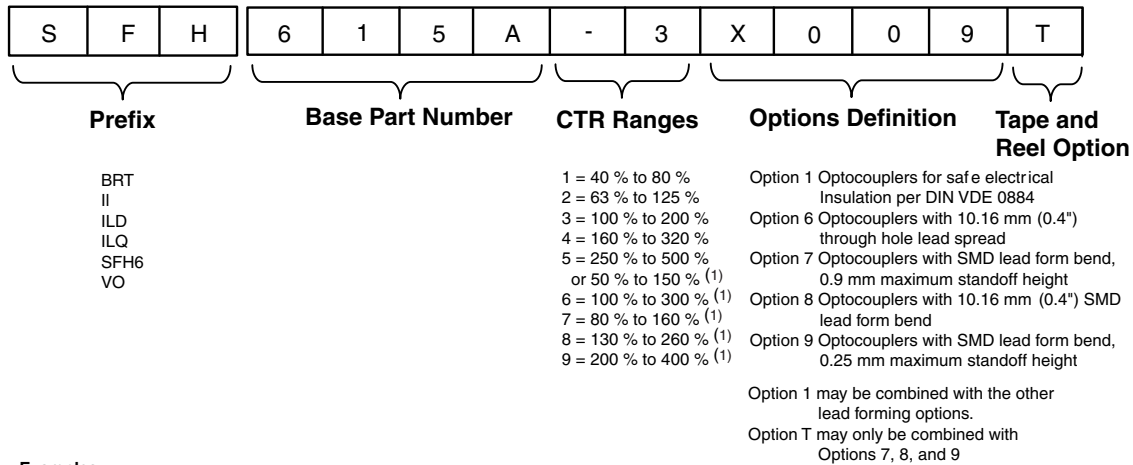 S F H 6 1 5 A - 3 X 0 0 9 T
Prefix
Base Part Number
CTR Ranges
Options Definition
Tape and
Reel Option
BRT
Il
ILD
ILQ
SFH6
VO
1 = 40 % to 80 %
2 = 63 % to 125 %
3 = 100 % to 200 %
4 = 160 % to 320 %
5 = 250 % to 500 %
or 50 % to 150 % (1)
6 = 100 % to 300 % (1)
7 = 80 % to 160 % (1)
8 = 130 % to 260 % (1)
9 = 200 % to 400 % (1)
Option 1 Optocouplers for safe electrical
Insulation per DIN VDE 0884
Option 6 Optocouplers with 10.16 mm (0.4")
through hole lead spread
Option 7 Optocouplers with SMD lead form bend,
0.9 mm maximum standoff height
Option 8 Optocouplers with 10.16 mm (0.4") SMD
lead form bend
Option 9 Optocouplers with SMD lead form bend,
0.25 mm maximum standoff height
Option 1 may be combined with the other
lead forming options.
Option T may only be combined with
Options 7, 8, and 9